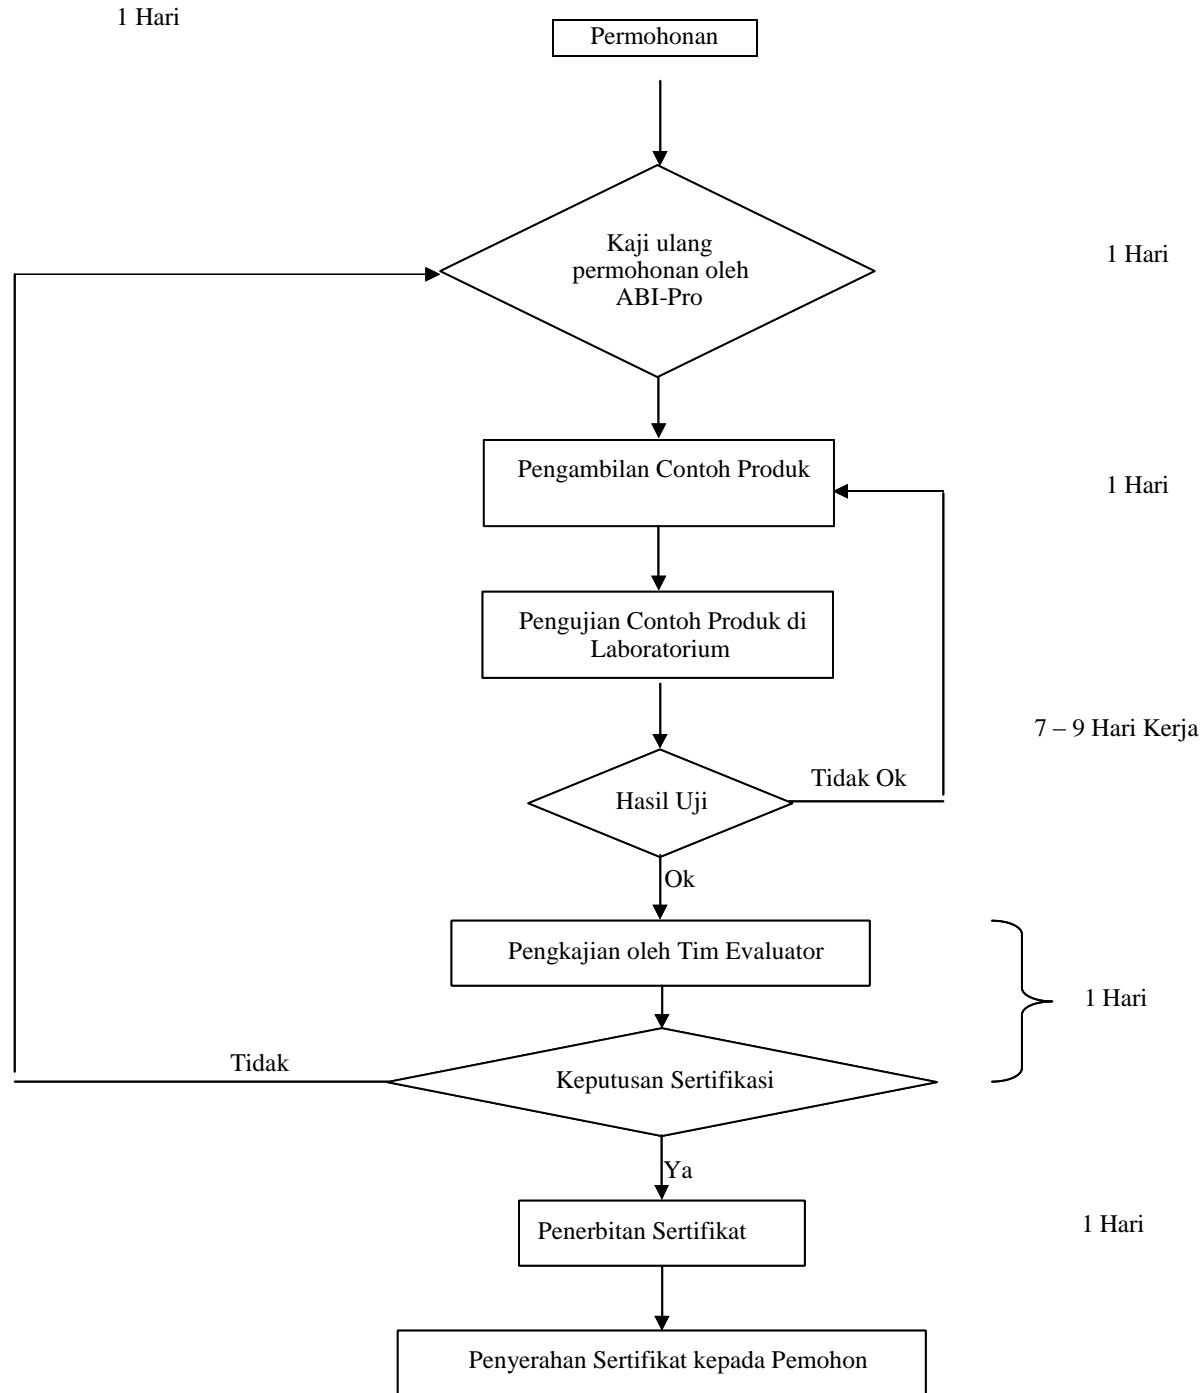 1 Hari
Permohonan
Kaji ulang
permohonan oleh
ABI-Pro
1 Hari
Pengambilan Contoh Produk
1 Hari
Pengujian Contoh Produk di
Laboratorium
7 – 9 Hari Kerja
Hasil Uji
Tidak Ok
Ok
Pengkajian oleh Tim Evaluator
1 Hari
Tidak
Keputusan Sertifikasi
Ya
Penerbitan Sertifikat
1 Hari
Penyerahan Sertifikat kepada Pemohon